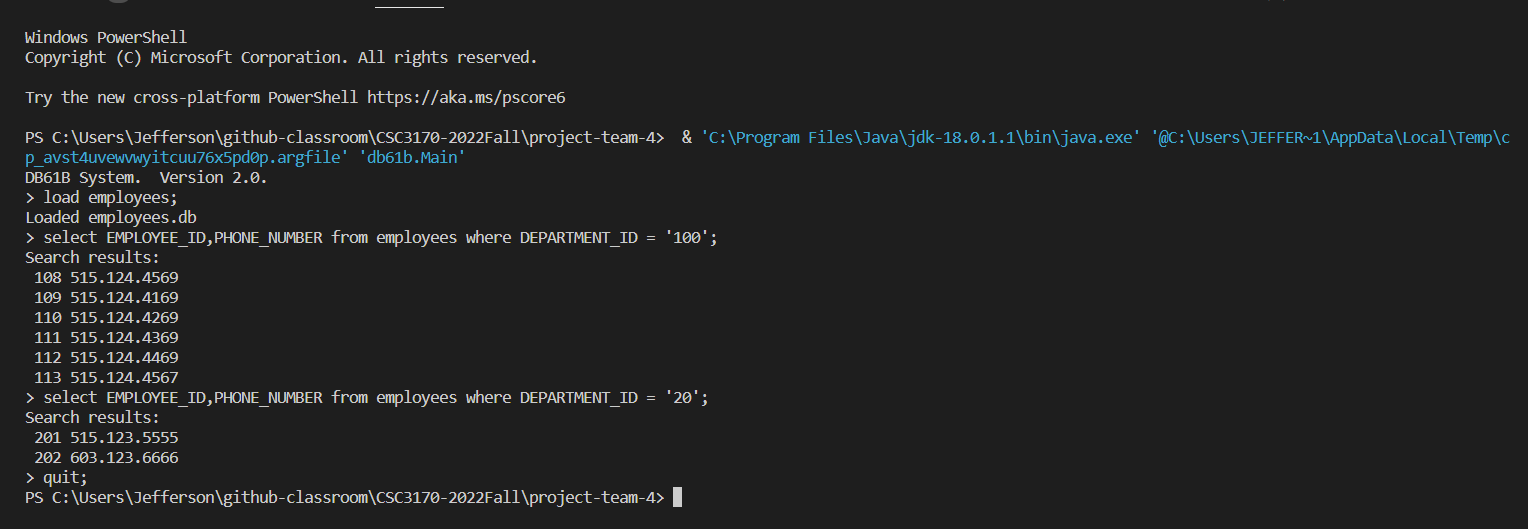 Windows PowerShell
Copyright (C) Microsoft Corporation. All rights reserved.
Try the new cross-platform PowerShell https://aka.ms/pscore6
PS C:\Users\Jefferson\github-classroom\CSC3170-2022Fall\project-team-4>  & 'C:\Program Files\Java\jdk-18.0.1.1\bin\java.exe' '@C:\Users\JEFFER~1\AppData\Local\Temp\c
p_avst4uvewvwyitcuu76x5pd0p.argfile' 'db61b.Main'
DB61B System.  Version 2.0.
> load employees;
Loaded employees.db
> select EMPLOYEE_ID,PHONE_NUMBER from employees where DEPARTMENT_ID = '100';
Search results:
 108 515.124.4569
 109 515.124.4169
 110 515.124.4269
 111 515.124.4369
 112 515.124.4469
 113 515.124.4567
> select EMPLOYEE_ID,PHONE_NUMBER from employees where DEPARTMENT_ID = '20';
Search results:
 201 515.123.5555
 202 603.123.6666
> quit;
PS C:\Users\Jefferson\github-classroom\CSC3170-2022Fall\project-team-4>